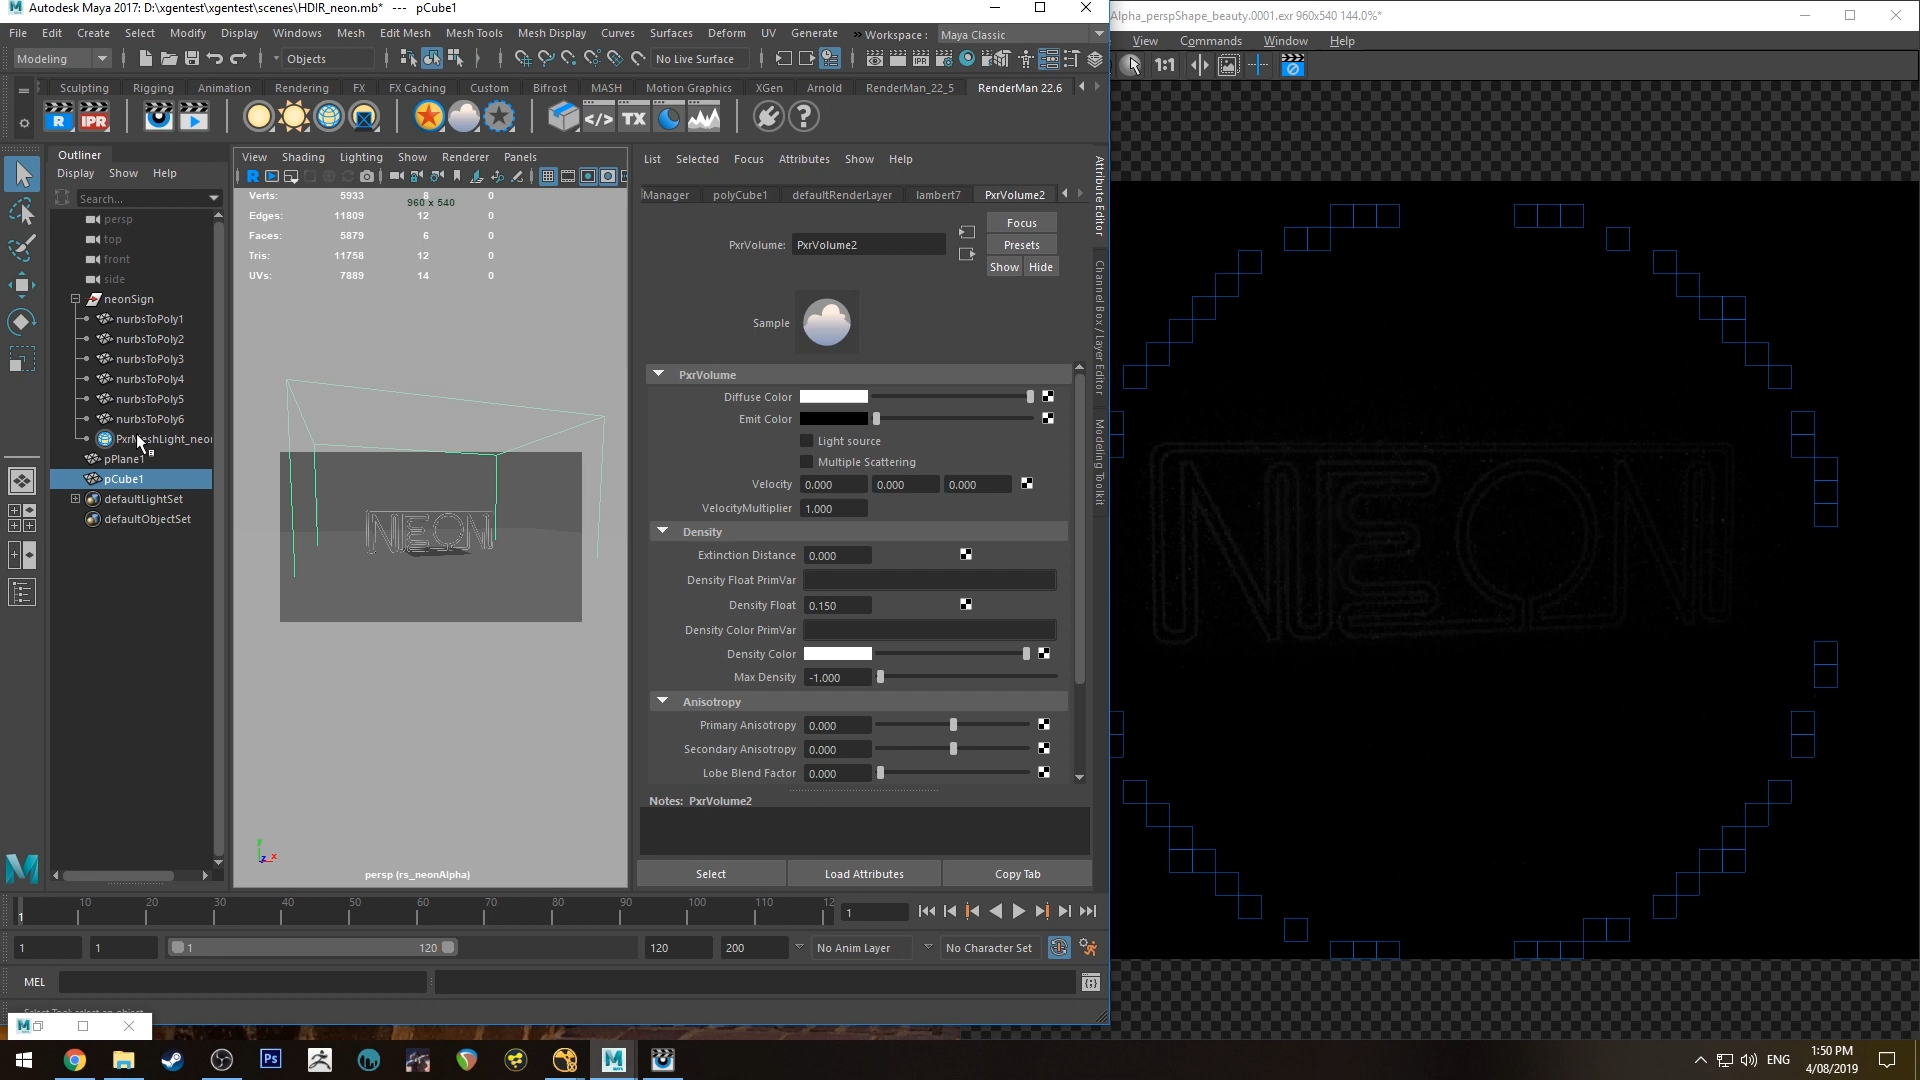 Autodesk Maya 2017: D:\xgentest\xgentest\scenes\HDIR_neon.mb* --- pCube1
Alpha_perspShape_beauty.0001.exr 960x540 144.0%*
File Edit Create Select Modify Display Windows Mesh Edit Mesh Mesh Tools Mesh Display Curves Surfaces Deform UV Generate » Workspace : Maya Classic
View Commands Window Help
Modeling Objects No Live Surface
1:1
Sculpting Rigging Animation Rendering FX FX Caching Custom Bifrost MASH Motion Graphics XGen Arnold RenderMan_22_5 RenderMan 22.6
R IPR </> TX ?
Outliner
Display Show Help
Search...
persp
top
front
side
neonSign
nurbsToPoly1
nurbsToPoly2
nurbsToPoly3
nurbsToPoly4
nurbsToPoly5
nurbsToPoly6
pPlane1
pCube1
defaultLightSet
defaultObjectSet
View Shading Lighting Show Renderer Panels
Verts: 5933 8 0
960 x 540
Edges: 11809 12 0
Faces: 5879 6 0
Tris: 11758 12 0
UVs: 7889 14 0
NEON
persp (rs_neonAlpha)
List Selected Focus Attributes Show Help
Manager polyCube1 defaultRenderLayer lambert7 PxrVolume2
PxrVolume: PxrVolume2
Focus
Presets
Show Hide
Sample
PxrVolume
Diffuse Color
Emit Color
Light source
Multiple Scattering
Velocity 0.000 0.000 0.000
VelocityMultiplier 1.000
Density
Extinction Distance 0.000
Density Float PrimVar
Density Float 0.150
Density Color PrimVar
Density Color
Max Density -1.000
Anisotropy
Primary Anisotropy 0.000
Secondary Anisotropy 0.000
Lobe Blend Factor 0.000
Notes: PxrVolume2
Select Load Attributes Copy Tab
Attribute Editor
Channel Box / Layer Editor
Modeling Toolkit
NEON
1 10 20 30 40 50 60 70 80 90 100 110 12 1
1 1 1 120 120 200 No Anim Layer No Character Set
MEL
Ps
ENG
1:50 PM
4/08/2019